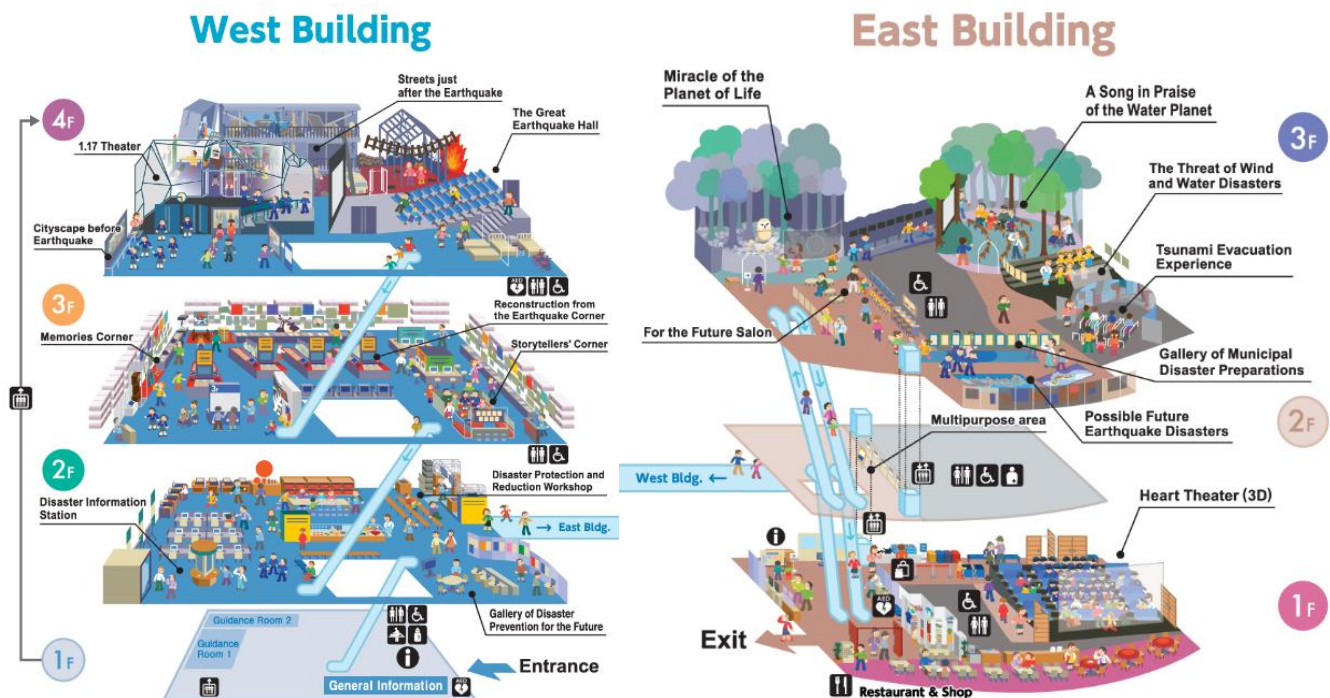 West Building
4F
Streets just
after the Earthquake
The Great
Earthquake Hall
1.17 Theater
Cityscape before
Earthquake
AED
3F
Reconstruction from
the Earthquake Corner
Memories Corner
Storytellers' Corner
3F
2F
Disaster Protection and
Reduction Workshop
Disaster Information
Station
→ East Bldg.
Gallery of Disaster
Prevention for the Future
1F
Guidance Room 2
Guidance
Room 1
i
General Information
AED
Entrance
East Building
Miracle of the
Planet of Life
A Song in Praise
of the Water Planet
3F
The Threat of Wind
and Water Disasters
Tsunami Evacuation
Experience
For the Future Salon
Gallery of Municipal
Disaster Preparations
Possible Future
Earthquake Disasters
2F
Multipurpose area
West Bldg. ←
Heart Theater (3D)
i
AED
1F
Exit
Restaurant & Shop